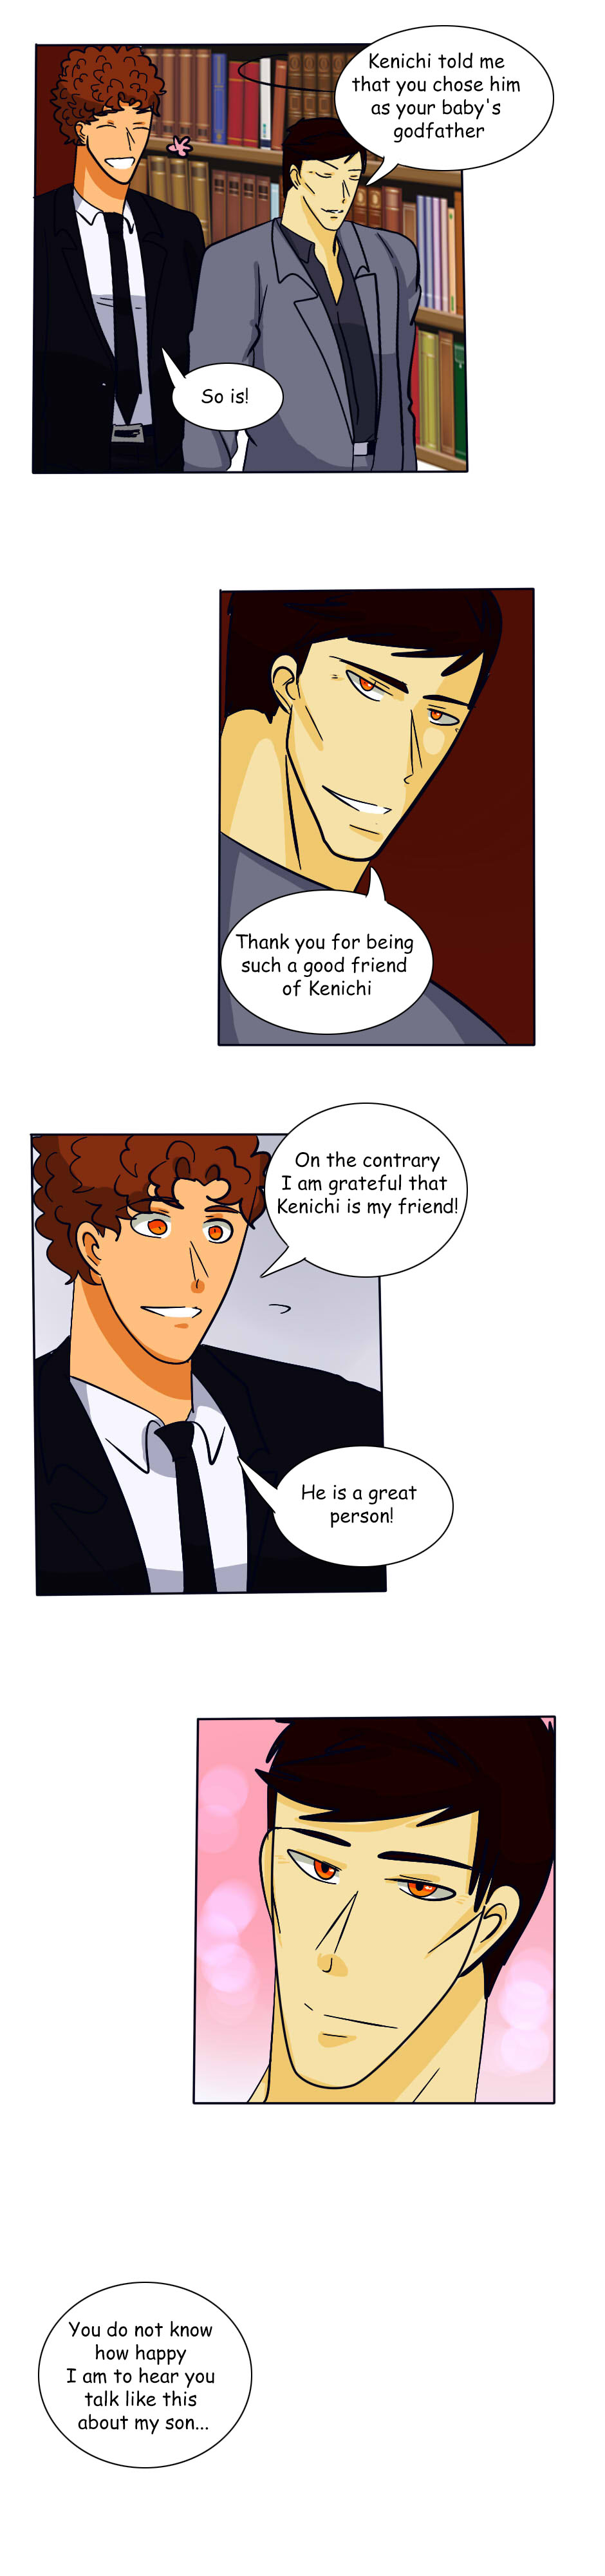 Kenichi told me
that you chose him
as your baby's
godfather
So is!
Thank you for being
such a good friend
of Kenichi
On the contrary
I am grateful that
Kenichi is my friend!
He is a great
person!
You do not know
how happy
I am to hear you
talk like this
about my son...